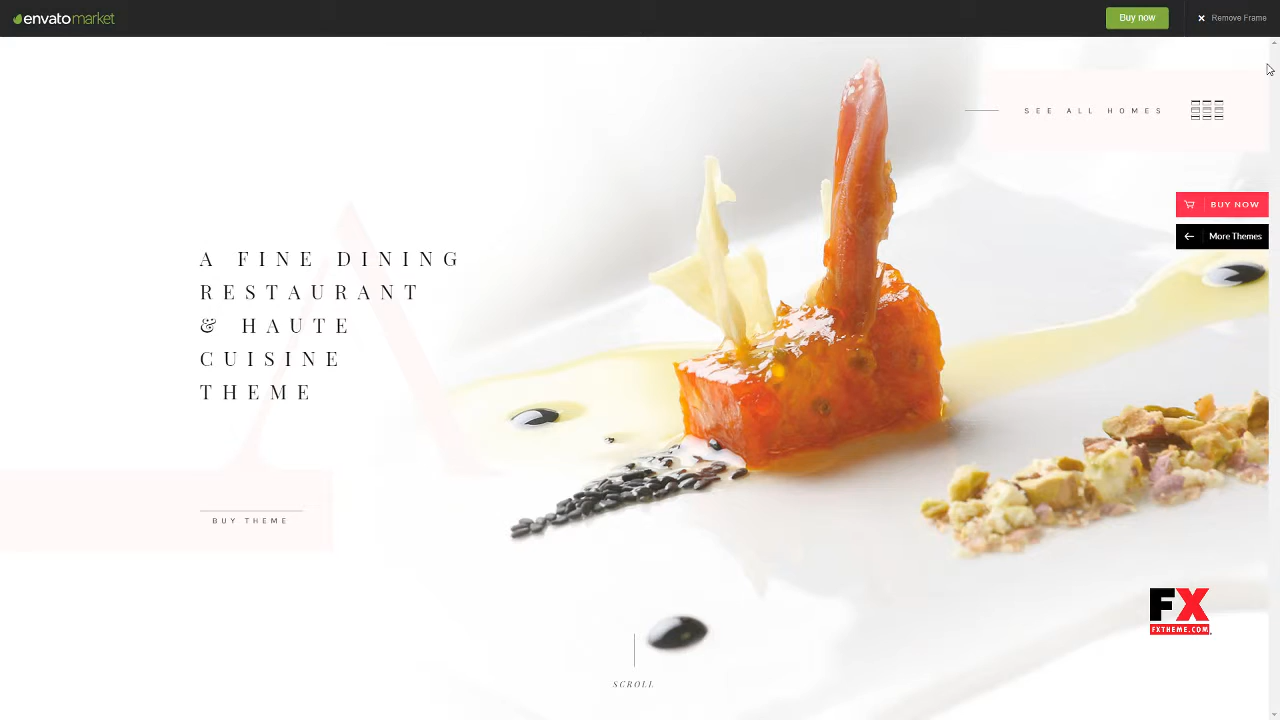 envatomarket
Buy now
Remove Frame
SEE ALL HOMES
BUY NOW
More Themes
A FINE DINING
RESTAURANT
& HAUTE
CUISINE
THEME
BUY THEME
FX
FXTHEME.COM
SCROLL